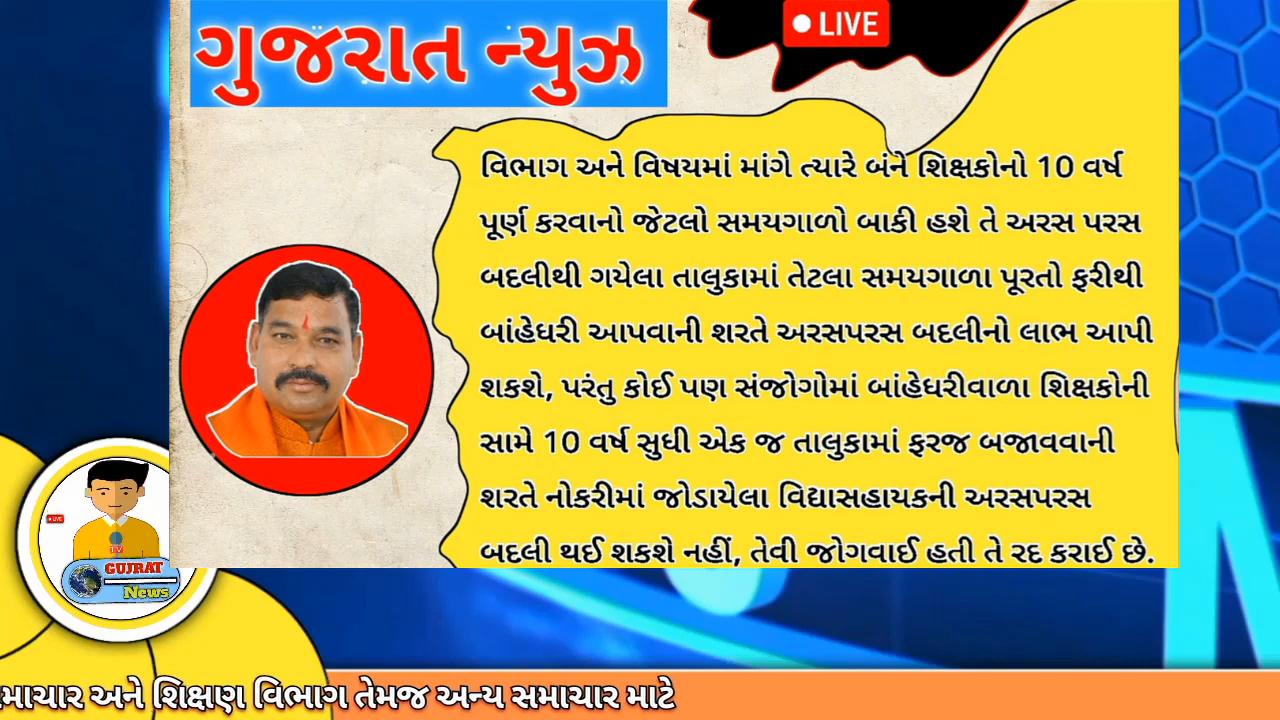 ગુજરાત ન્યુઝ
LIVE
વિભાગ અને વિષયમાં માંગે ત્યારે બંને શિક્ષકોનો 10 વર્ષ
પૂર્ણ કરવાનો જેટલો સમયગાળો બાકી હશે તે અરસ પરસ
બદલીથી ગયેલા તાલુકામાં તેટલા સમયગાળા પૂરતો ફરીથી
બાંહેધરી આપવાની શરતે અરસપરસ બદલીનો લાભ આપી
શકશે, પરંતુ કોઈ પણ સંજોગોમાં બાંહેધરીવાળા શિક્ષકોની
સામે 10 વર્ષ સુધી એક જ તાલુકામાં ફરજ બજાવવાની
શરતે નોકરીમાં જોડાયેલા વિદ્યાસહાયકની અરસપરસ
બદલી થઈ શકશે નહીં, તેવી જોગવાઈ હતી તે રદ કરાઈ છે.
LIVE
TV
GUJRAT
News
અને શિક્ષણ વિભાગ તેમજ અન્ય સમાચાર માટે